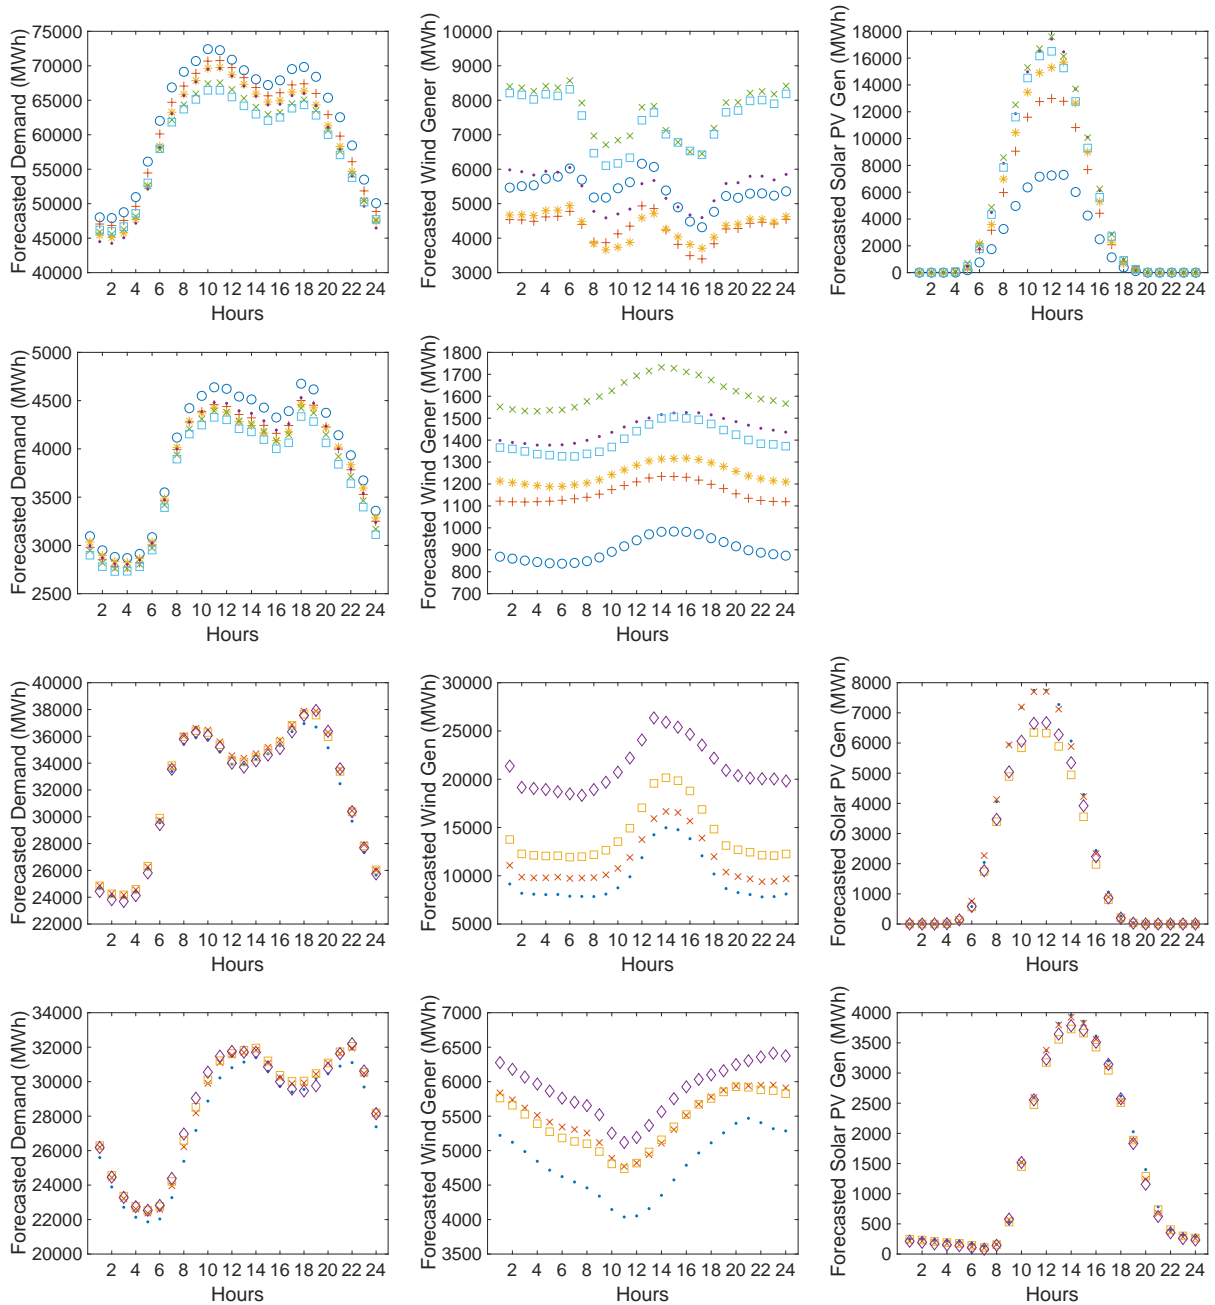 Forecasted Demand (MWh)
75000
70000
65000
60000
55000
50000
45000
40000
2 4 6 8 10 12 14 16 18 20 22 24
Hours
Forecasted Wind Gener (MWh)
10000
9000
8000
7000
6000
5000
4000
3000
2 4 6 8 10 12 14 16 18 20 22 24
Hours
Forecasted Solar PV Gen (MWh)
18000
16000
14000
12000
10000
8000
6000
4000
2000
0
2 4 6 8 10 12 14 16 18 20 22 24
Hours
Forecasted Demand (MWh)
5000
4500
4000
3500
3000
2500
2 4 6 8 10 12 14 16 18 20 22 24
Hours
Forecasted Wind Gener (MWh)
1800
1700
1600
1500
1400
1300
1200
1100
1000
900
800
700
2 4 6 8 10 12 14 16 18 20 22 24
Hours
Forecasted Demand (MWh)
40000
38000
36000
34000
32000
30000
28000
26000
24000
22000
2 4 6 8 10 12 14 16 18 20 22 24
Hours
Forecasted Wind Gen (MWh)
30000
25000
20000
15000
10000
5000
2 4 6 8 10 12 14 16 18 20 22 24
Hours
Forecasted Solar PV Gen (MWh)
8000
7000
6000
5000
4000
3000
2000
1000
0
2 4 6 8 10 12 14 16 18 20 22 24
Hours
Forecasted Demand (MWh)
34000
32000
30000
28000
26000
24000
22000
20000
2 4 6 8 10 12 14 16 18 20 22 24
Hours
Forecasted Wind Gener (MWh)
7000
6500
6000
5500
5000
4500
4000
3500
2 4 6 8 10 12 14 16 18 20 22 24
Hours
Forecasted Solar PV Gen (MWh)
4000
3500
3000
2500
2000
1500
1000
500
0
2 4 6 8 10 12 14 16 18 20 22 24
Hours